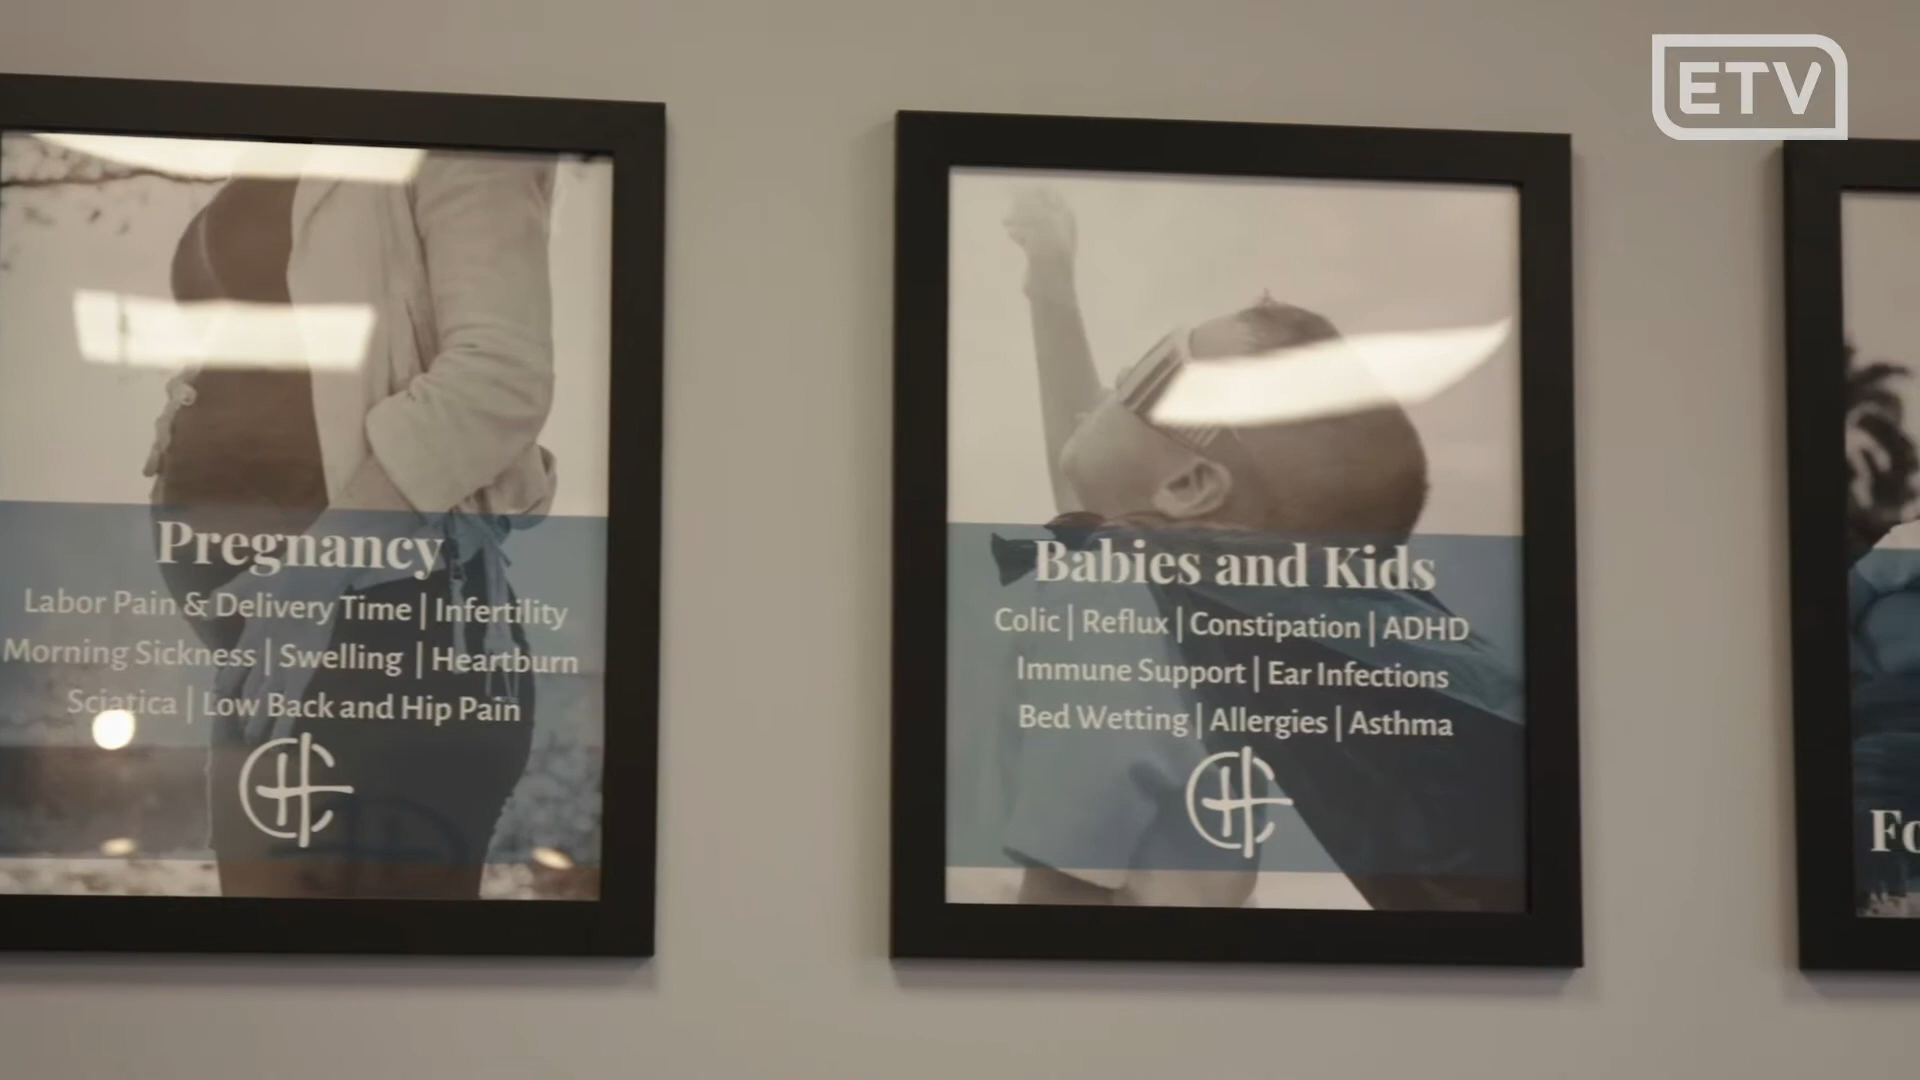 ETV
Pregnancy
Labor Pain & Delivery Time | Infertility
Morning Sickness | Swelling | Heartburn
Sciatica | Low Back and Hip Pain
Babies and Kids
Colic | Reflux | Constipation | ADHD
Immune Support | Ear Infections
Bed Wetting | Allergies | Asthma